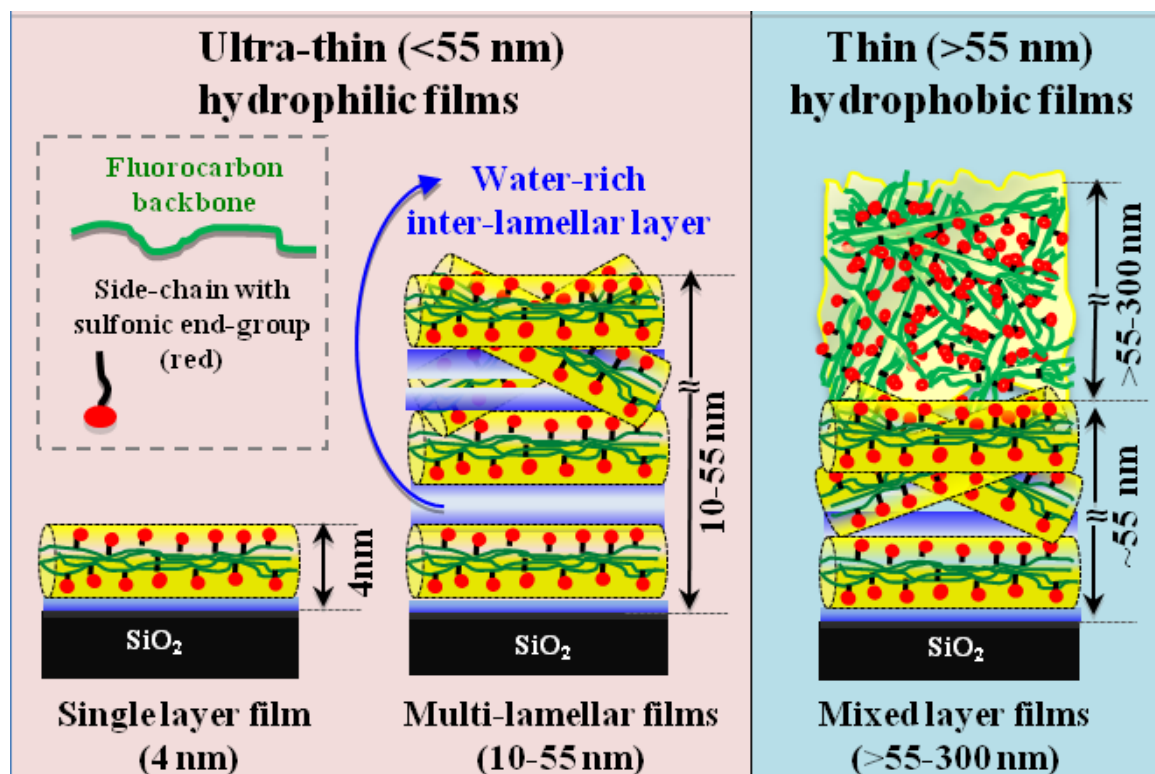 Ultra-thin (<55 nm)
hydrophilic films
Fluorocarbon
backbone
Side-chain with
sulfonic end-group
(red)
Water-rich
inter-lamellar layer
4nm
SiO₂
Single layer film
(4 nm)
≈
10-55 nm
SiO₂
Multi-lamellar films
(10-55 nm)
Thin (>55 nm)
hydrophobic films
≈
>55-300 nm
≈
~55 nm
SiO₂
Mixed layer films
(>55-300 nm)